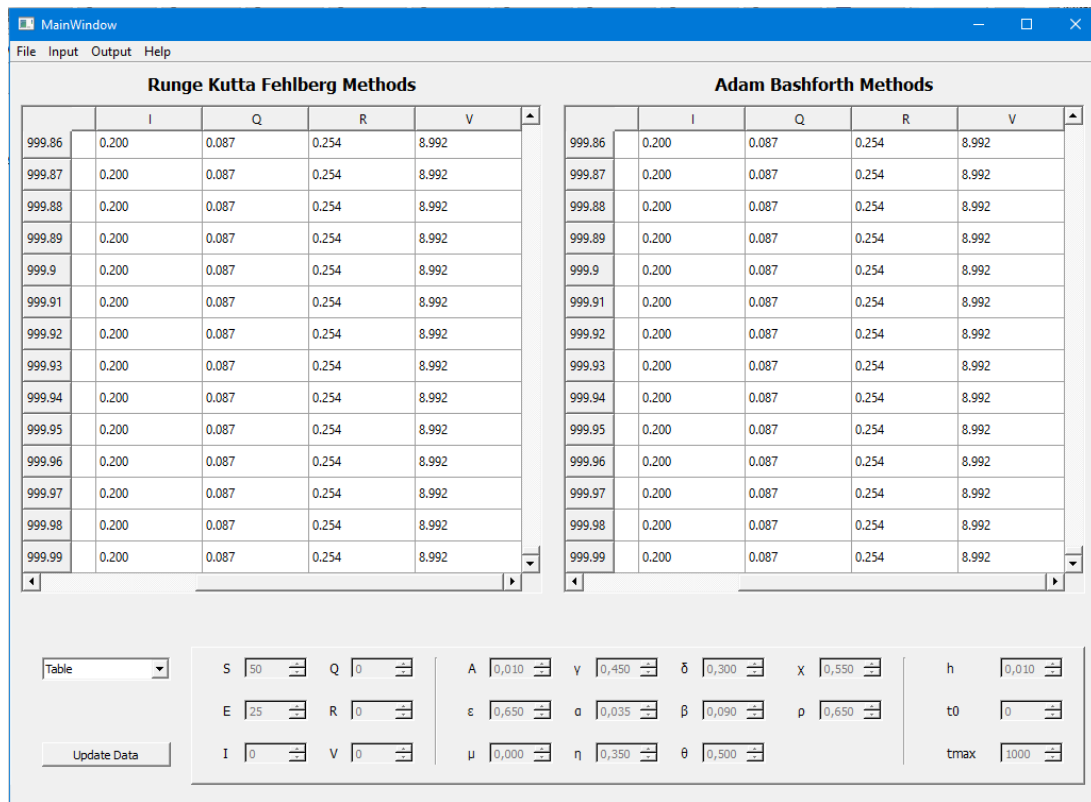 MainWindow
File Input Output Help
Runge Kutta Fehlberg Methods Adam Bashforth Methods
I Q R V I Q R V
999.86 0.200 0.087 0.254 8.992 999.86 0.200 0.087 0.254 8.992
999.87 0.200 0.087 0.254 8.992 999.87 0.200 0.087 0.254 8.992
999.88 0.200 0.087 0.254 8.992 999.88 0.200 0.087 0.254 8.992
999.89 0.200 0.087 0.254 8.992 999.89 0.200 0.087 0.254 8.992
999.9 0.200 0.087 0.254 8.992 999.9 0.200 0.087 0.254 8.992
999.91 0.200 0.087 0.254 8.992 999.91 0.200 0.087 0.254 8.992
999.92 0.200 0.087 0.254 8.992 999.92 0.200 0.087 0.254 8.992
999.93 0.200 0.087 0.254 8.992 999.93 0.200 0.087 0.254 8.992
999.94 0.200 0.087 0.254 8.992 999.94 0.200 0.087 0.254 8.992
999.95 0.200 0.087 0.254 8.992 999.95 0.200 0.087 0.254 8.992
999.96 0.200 0.087 0.254 8.992 999.96 0.200 0.087 0.254 8.992
999.97 0.200 0.087 0.254 8.992 999.97 0.200 0.087 0.254 8.992
999.98 0.200 0.087 0.254 8.992 999.98 0.200 0.087 0.254 8.992
999.99 0.200 0.087 0.254 8.992 999.99 0.200 0.087 0.254 8.992
Table S 50 Q 0 A 0,010 γ 0,450 δ 0,300 χ 0,550 h 0,010
E 25 R 0 ε 0,650 α 0,035 β 0,090 ρ 0,650 t0 0
Update Data I 0 V 0 μ 0,000 η 0,350 θ 0,500 tmax 1000